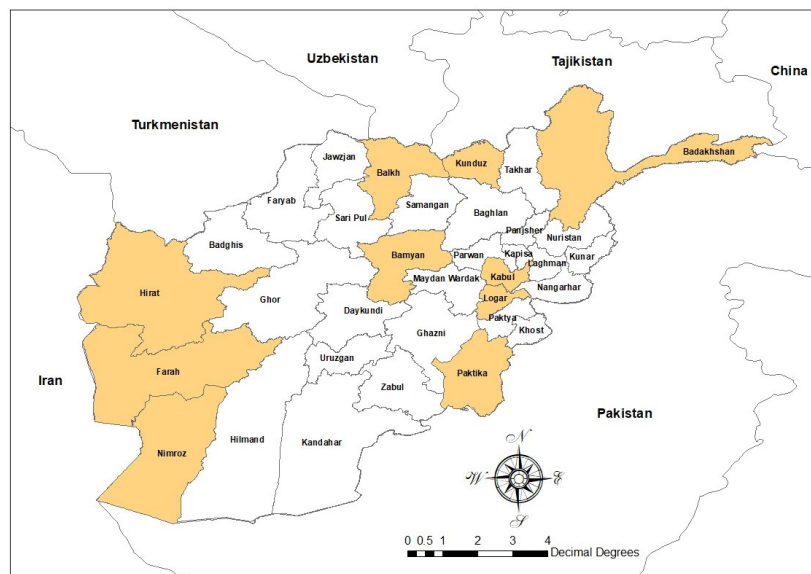 Uzbekistan
Tajikistan
China
Turkmenistan
Jawzjan
Balkh
Kunduz
Takhar
Badakhshan
Faryab
Samangan
Sari Pul
Baghlan
Badghis
Panjsher
Nuristan
Bamyan
Parwan
Kapisa
Kunar
Laghman
Hirat
Maydan Wardak
Kabul
Nangarhar
Ghor
Logar
Daykundi
Paktya
Ghazni
Khost
Uruzgan
Iran
Farah
Paktika
Zabul
Pakistan
Nimroz
Hilmand
Kandahar
N
W
E
S
0 0.5 1 2 3 4
Decimal Degrees